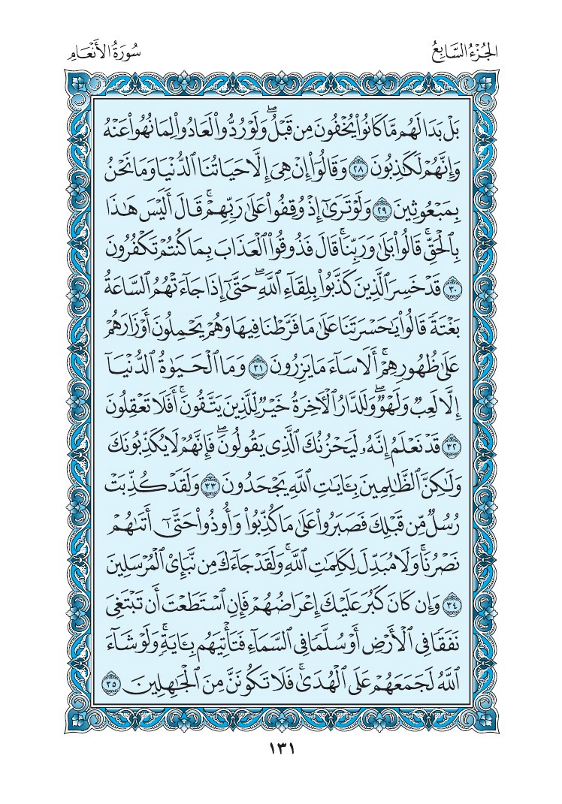 الجُزْءُ السَّابِعُ
سُورَةُ الأَنْعَامِ
بَلْ بَدَا لَهُم مَّا كَانُوا۟ يُخْفُونَ مِن قَبْلُ ۖ وَلَوْ رُدُّوا۟ لَعَادُوا۟ لِمَا نُهُوا۟ عَنْهُ
وَإِنَّهُمْ لَكَٰذِبُونَ ٢٨ وَقَالُوٓا۟ إِنْ هِىَ إِلَّا حَيَاتُنَا ٱلدُّنْيَا وَمَا نَحْنُ
بِمَبْعُوثِينَ ٢٩ وَلَوْ تَرَىٰٓ إِذْ وُقِفُوا۟ عَلَىٰ رَبِّهِمْ ۚ قَالَ أَلَيْسَ هَٰذَا
بِٱلْحَقِّ ۚ قَالُوا۟ بَلَىٰ وَرَبِّنَا ۚ قَالَ فَذُوقُوا۟ ٱلْعَذَابَ بِمَا كُنتُمْ تَكْفُرُونَ
٣٠ قَدْ خَسِرَ ٱلَّذِينَ كَذَّبُوا۟ بِلِقَآءِ ٱللَّهِ ۖ حَتَّىٰٓ إِذَا جَآءَتْهُمُ ٱلسَّاعَةُ
بَغْتَةً قَالُوا۟ يَٰحَسْرَتَنَا عَلَىٰ مَا فَرَّطْنَا فِيهَا وَهُمْ يَحْمِلُونَ أَوْزَارَهُمْ
عَلَىٰ ظُهُورِهِمْ ۚ أَلَا سَآءَ مَا يَزِرُونَ ٣١ وَمَا ٱلْحَيَوٰةُ ٱلدُّنْيَآ
إِلَّا لَعِبٌ وَلَهْوٌ ۖ وَلَلدَّارُ ٱلْءَاخِرَةُ خَيْرٌ لِّلَّذِينَ يَتَّقُونَ ۗ أَفَلَا تَعْقِلُونَ
٣٢ قَدْ نَعْلَمُ إِنَّهُۥ لَيَحْزُنُكَ ٱلَّذِى يَقُولُونَ ۖ فَإِنَّهُمْ لَا يُكَذِّبُونَكَ
وَلَٰكِنَّ ٱلظَّٰلِمِينَ بِـَٔايَٰتِ ٱللَّهِ يَجْحَدُونَ ٣٣ وَلَقَدْ كُذِّبَتْ
رُسُلٌ مِّن قَبْلِكَ فَصَبَرُوا۟ عَلَىٰ مَا كُذِّبُوا۟ وَأُوذُوا۟ حَتَّىٰٓ أَتَىٰهُمْ
نَصْرُنَا ۚ وَلَا مُبَدِّلَ لِكَلِمَٰتِ ٱللَّهِ ۚ وَلَقَدْ جَآءَكَ مِن نَّبَإِى۟ ٱلْمُرْسَلِينَ
٣٤ وَإِن كَانَ كَبُرَ عَلَيْكَ إِعْرَاضُهُمْ فَإِنِ ٱسْتَطَعْتَ أَن تَبْتَغِىَ
نَفَقًا فِى ٱلْأَرْضِ أَوْ سُلَّمًا فِى ٱلسَّمَآءِ فَتَأْتِيَهُم بِـَٔايَةٍ ۚ وَلَوْ شَآءَ
ٱللَّهُ لَجَمَعَهُمْ عَلَى ٱلْهُدَىٰ ۚ فَلَا تَكُونَنَّ مِنَ ٱلْجَٰهِلِينَ ٣٥
١٣١